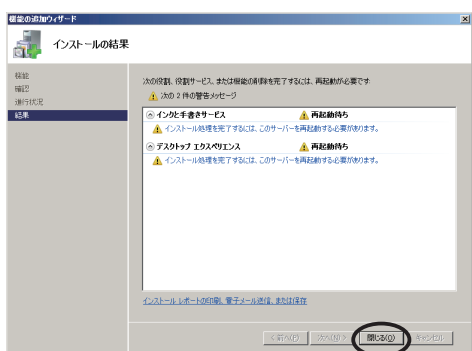 機能の追加ウィザード
インストールの結果
機能
確認
進行状況
結果
次の役割、役割サービス、または機能の削除を完了するには、再起動が必要です:
次の 2 件の警告メッセージ
インクと手書きサービス 再起動待ち
インストール処理を完了するには、このサーバーを再起動する必要があります。
デスクトップ エクスペリエンス 再起動待ち
インストール処理を完了するには、このサーバーを再起動する必要があります。
インストール レポートの印刷、電子メール送信、または保存
< 前へ(P) 次へ(N) > 閉じる(O) キャンセル